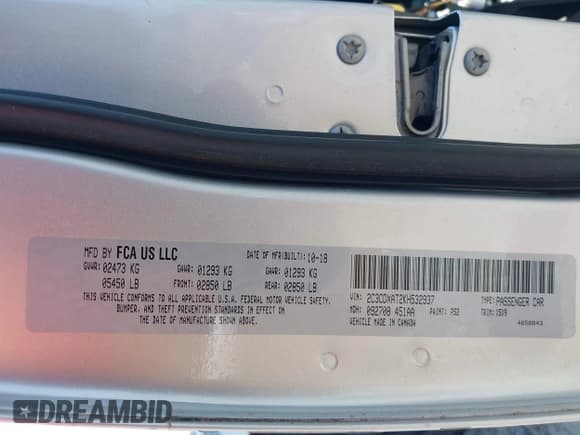 MFD BY FCA US LLC DATE OF MFR(BUILT): 10-18
GVWR: 02473 KG GAWR: 01293 KG GAWR: 01293 KG
05450 LB FRONT: 02850 LB REAR: 02850 LB
THIS VEHICLE CONFORMS TO ALL APPLICABLE U.S.A. FEDERAL MOTOR VEHICLE SAFETY,
BUMPER, AND THEFT PREVENTION STANDARDS IN EFFECT ON
THE DATE OF MANUFACTURE SHOWN ABOVE.
VIN: 2C3CDXAT2KH532937 TYPE: PASSENGER CAR
MDH: 092708 451AA PAINT: PS2 TRIM: X5X9
VEHICLE MADE IN CANADA 4650843
DREAMBID